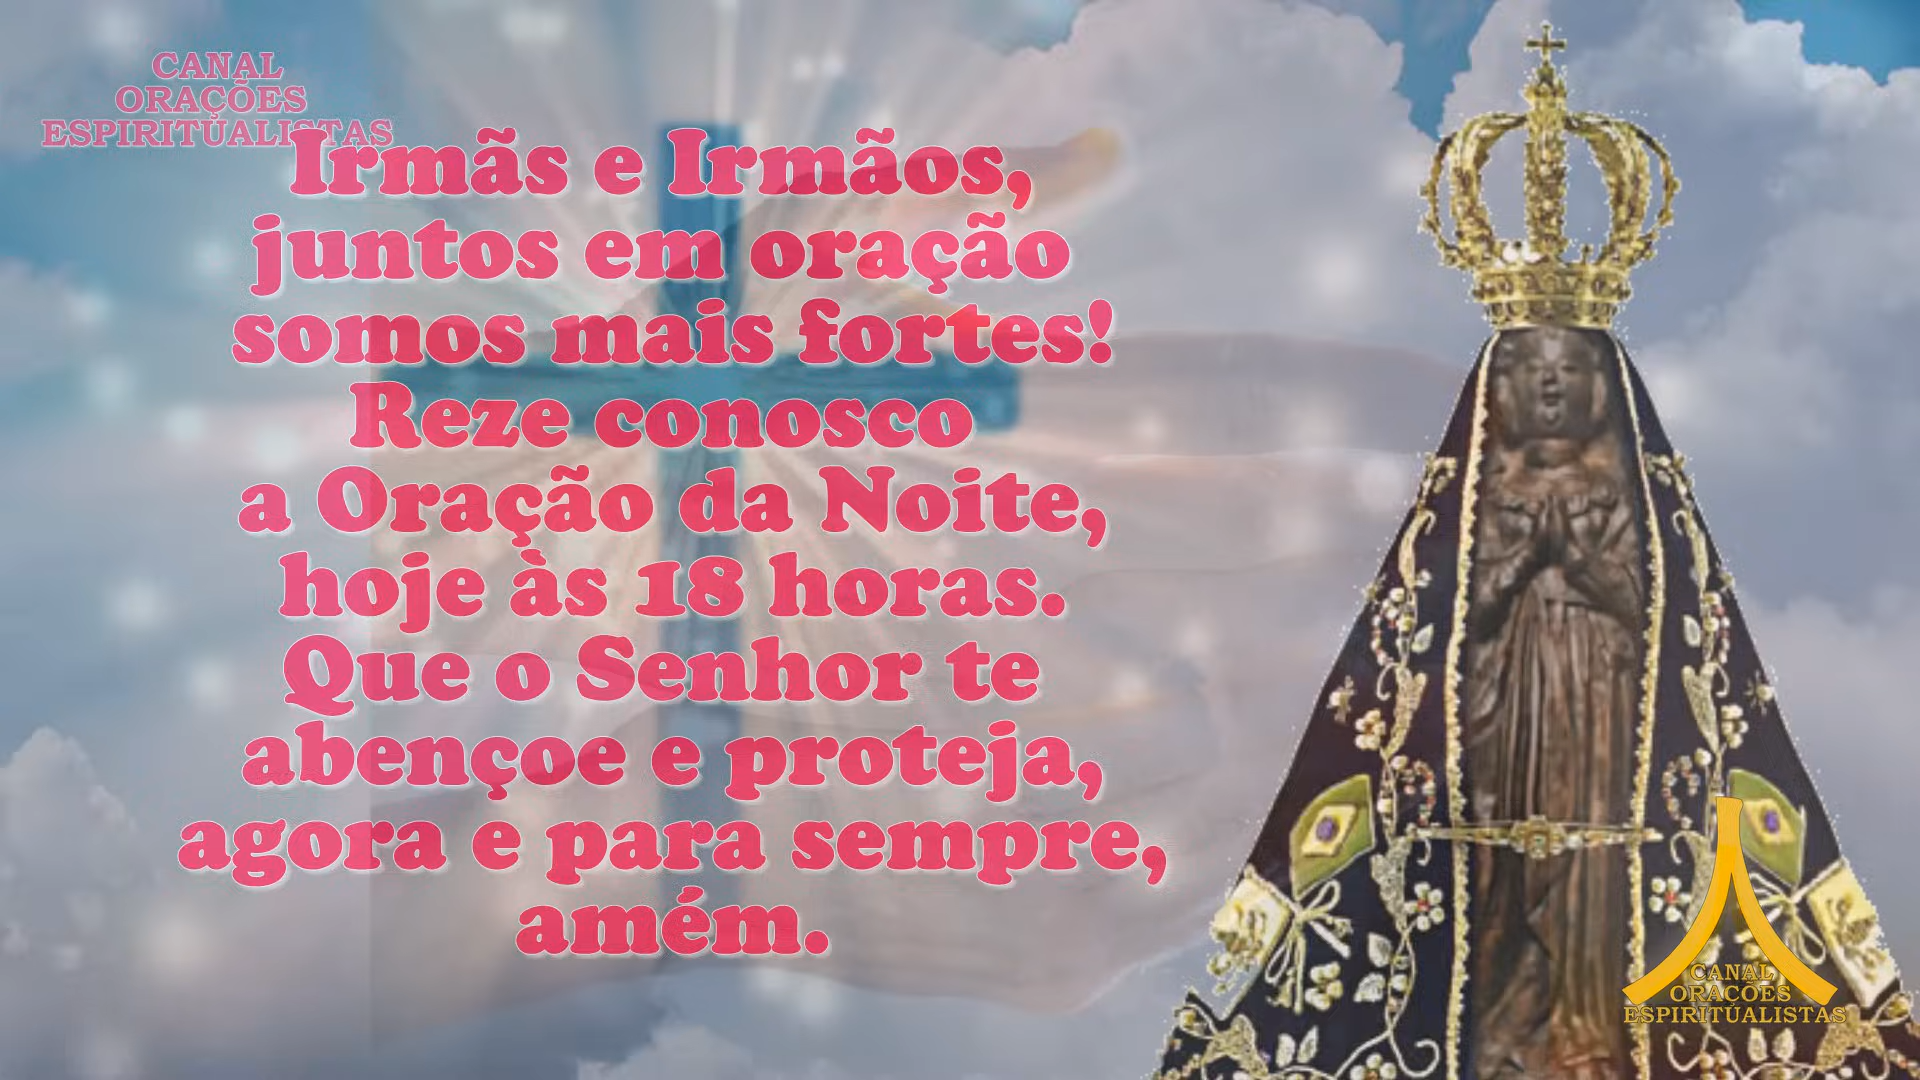 CANAL
ORAÇÕES
ESPIRITUALISTAS
Irmãs e Irmãos,
juntos em oração
somos mais fortes!
Reze conosco
a Oração da Noite,
hoje às 18 horas.
Que o Senhor te
abençoe e proteja,
agora e para sempre,
amém.
CANAL
ORAÇÕES
ESPIRITUALISTAS